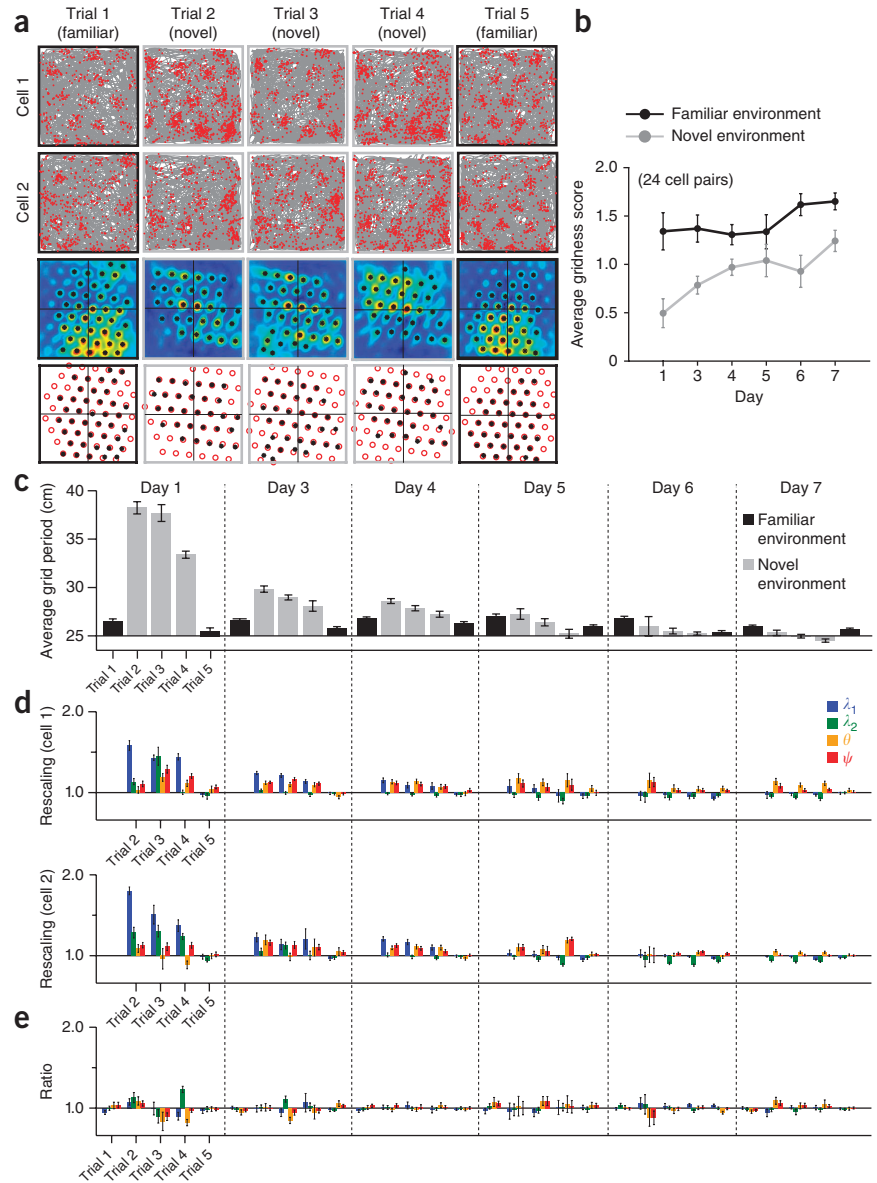 a
Trial 1 (familiar)
Trial 2 (novel)
Trial 3 (novel)
Trial 4 (novel)
Trial 5 (familiar)
Cell 1
Cell 2
b
Familiar environment
Novel environment
(24 cell pairs)
Average gridness score
2.0
1.5
1.0
0.5
0
1 3 4 5 6 7
Day
c
Average grid period (cm)
40
35
30
25
Day 1
Day 3
Day 4
Day 5
Day 6
Day 7
Familiar environment
Novel environment
Trial 1
Trial 2
Trial 3
Trial 4
Trial 5
d
Rescaling (cell 1)
2.0
1.0
λ1
λ2
θ
ψ
Trial 2
Trial 3
Trial 4
Trial 5
Rescaling (cell 2)
2.0
1.0
Trial 2
Trial 3
Trial 4
Trial 5
e
Ratio
2.0
1.0
Trial 1
Trial 2
Trial 3
Trial 4
Trial 5